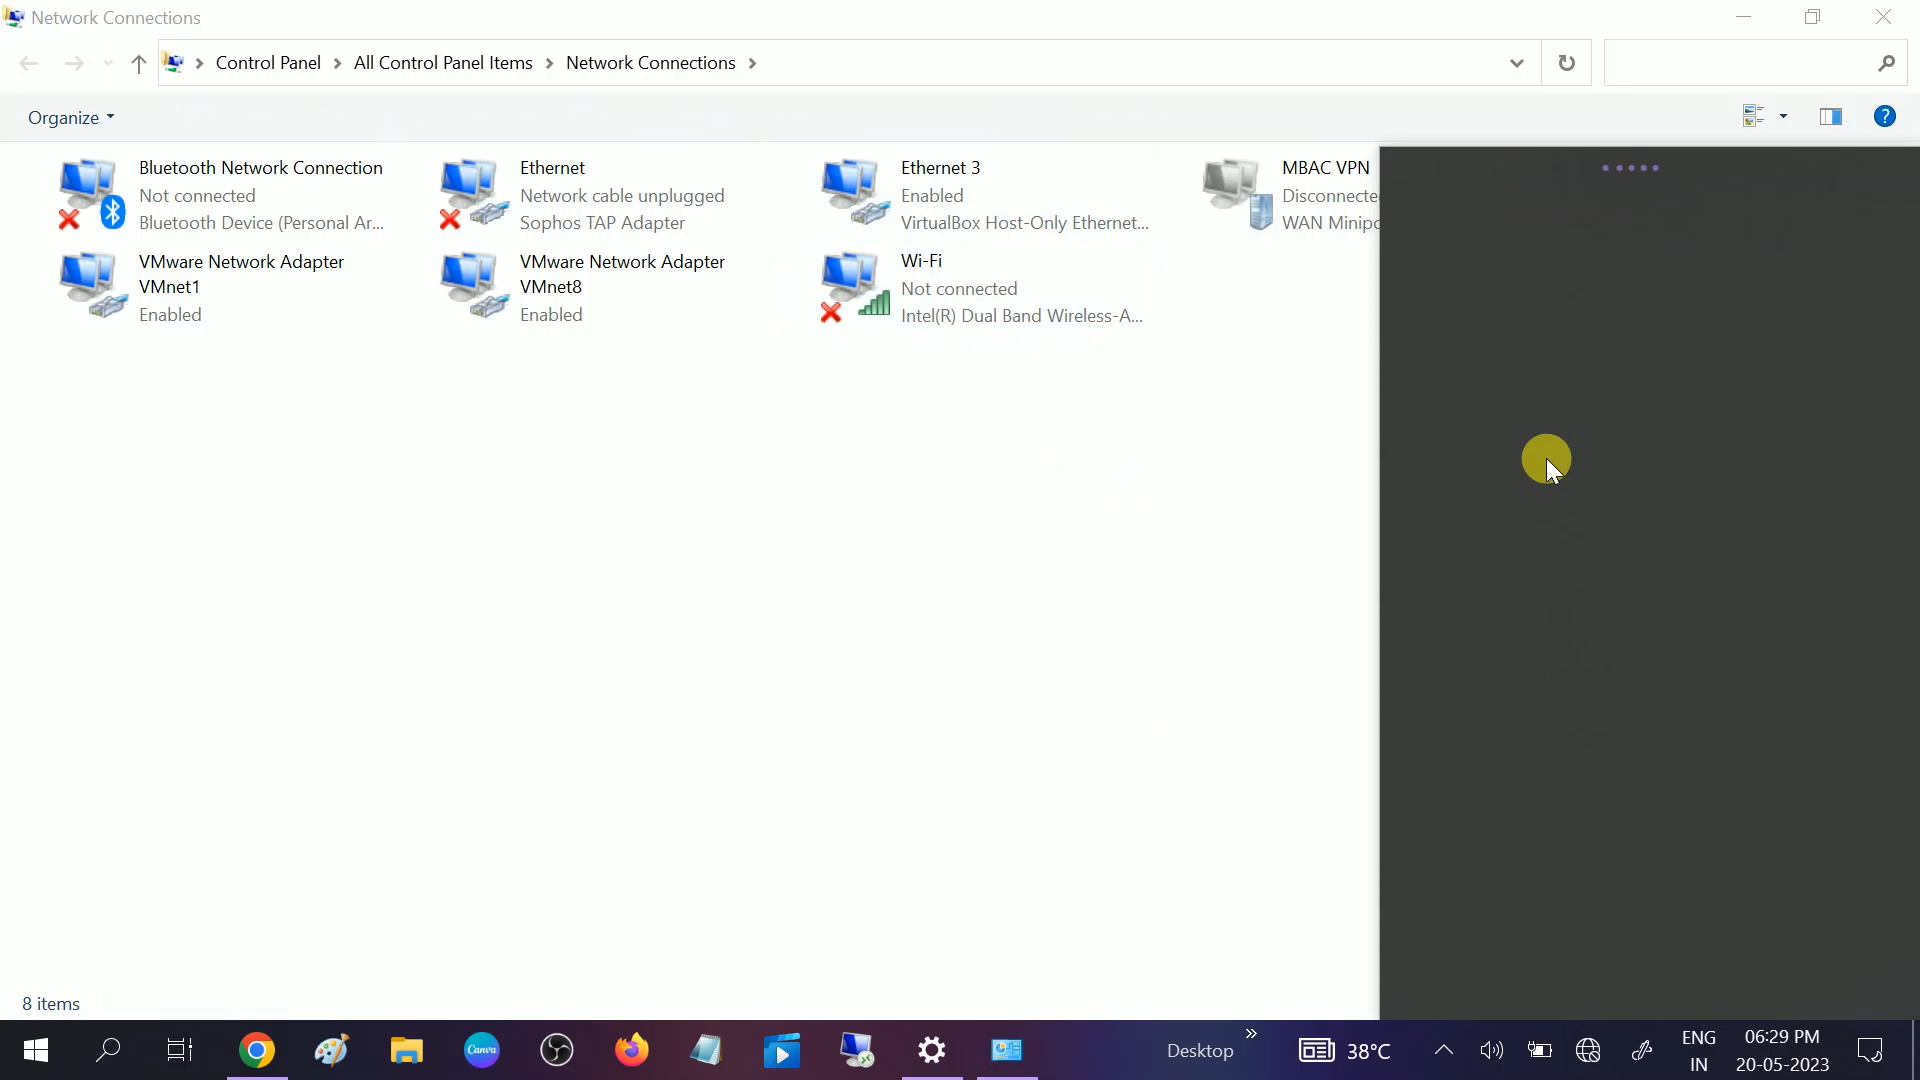 Network Connections
Control Panel > All Control Panel Items > Network Connections >
Organize
Bluetooth Network Connection
Not connected
Bluetooth Device (Personal Ar...
Ethernet
Network cable unplugged
Sophos TAP Adapter
Ethernet 3
Enabled
VirtualBox Host-Only Ethernet...
MBAC VPN
Disconnecte
WAN Minipo
VMware Network Adapter
VMnet1
Enabled
VMware Network Adapter
VMnet8
Enabled
Wi-Fi
Not connected
Intel(R) Dual Band Wireless-A...
8 items
Canva
Desktop
38°C
ENG
IN
06:29 PM
20-05-2023